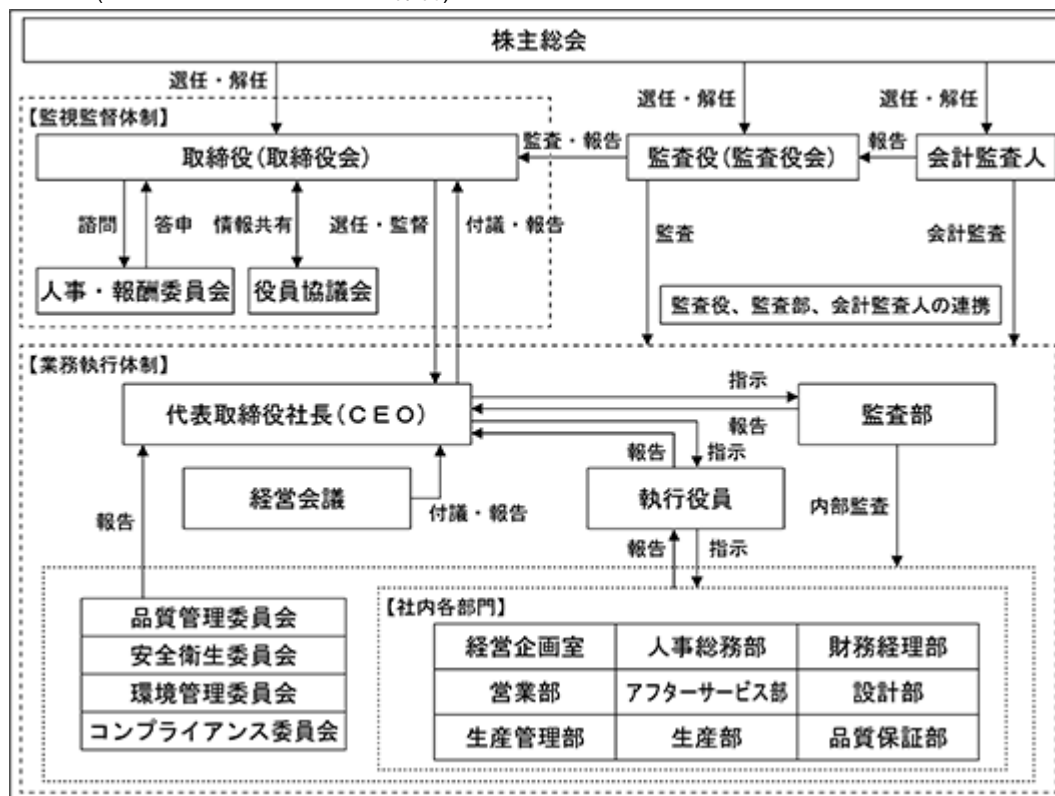 株主総会
選任・解任
選任・解任
選任・解任
【監視監督体制】
取締役(取締役会)
監査・報告
監査役(監査役会)
報告
会計監査人
諮問
答申
情報共有
選任・監督
付議・報告
監査
会計監査
人事・報酬委員会
役員協議会
監査役、監査部、会計監査人の連携
【業務執行体制】
代表取締役社長(CEO)
指示
報告
監査部
経営会議
付議・報告
報告
指示
執行役員
内部監査
報告
報告
指示
品質管理委員会
安全衛生委員会
環境管理委員会
コンプライアンス委員会
【社内各部門】
経営企画室
人事総務部
財務経理部
営業部
アフターサービス部
設計部
生産管理部
生産部
品質保証部